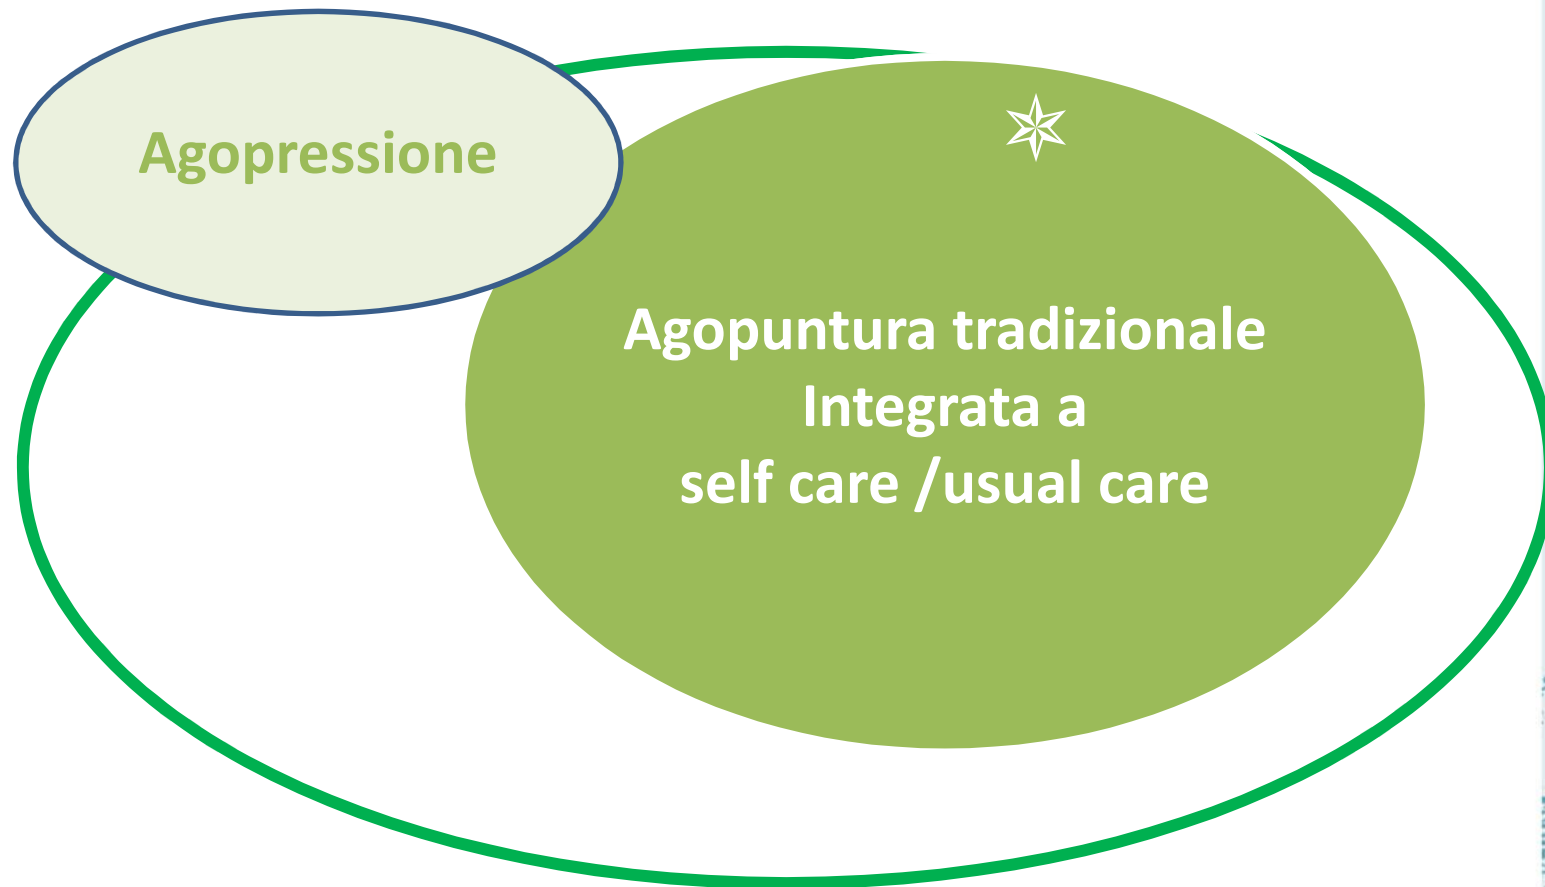 Agopressione
Agopuntura tradizionale
Integrata a
self care /usual care